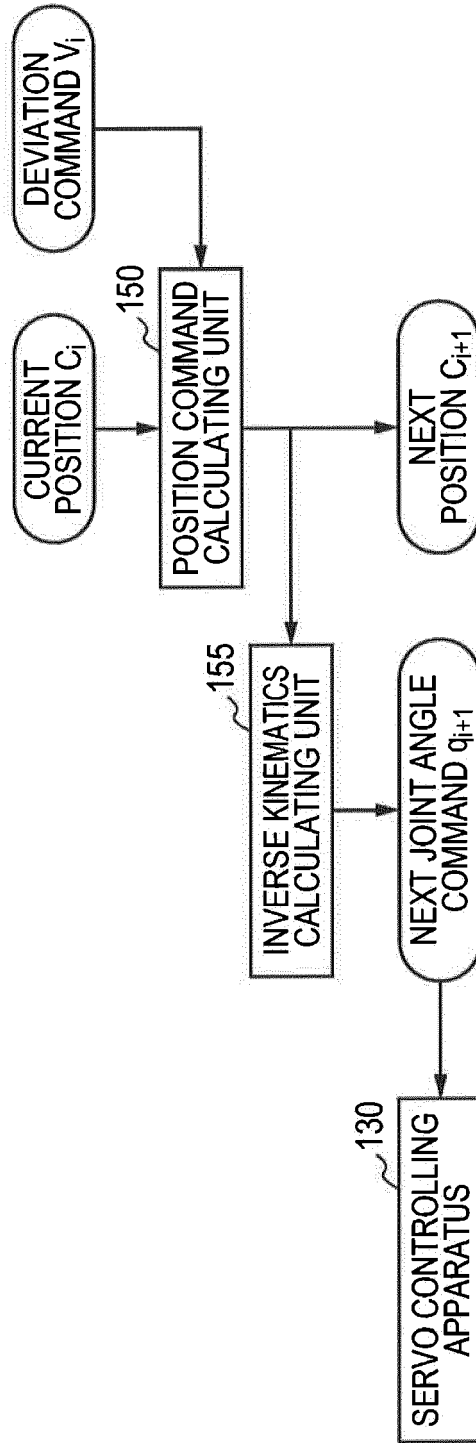 CURRENT
POSITION Ci
DEVIATION
COMMAND Vi
150
POSITION COMMAND
CALCULATING UNIT
155
INVERSE KINEMATICS
CALCULATING UNIT
130
SERVO CONTROLLING
APPARATUS
NEXT JOINT ANGLE
COMMAND qi+1
NEXT
POSITION Ci+1